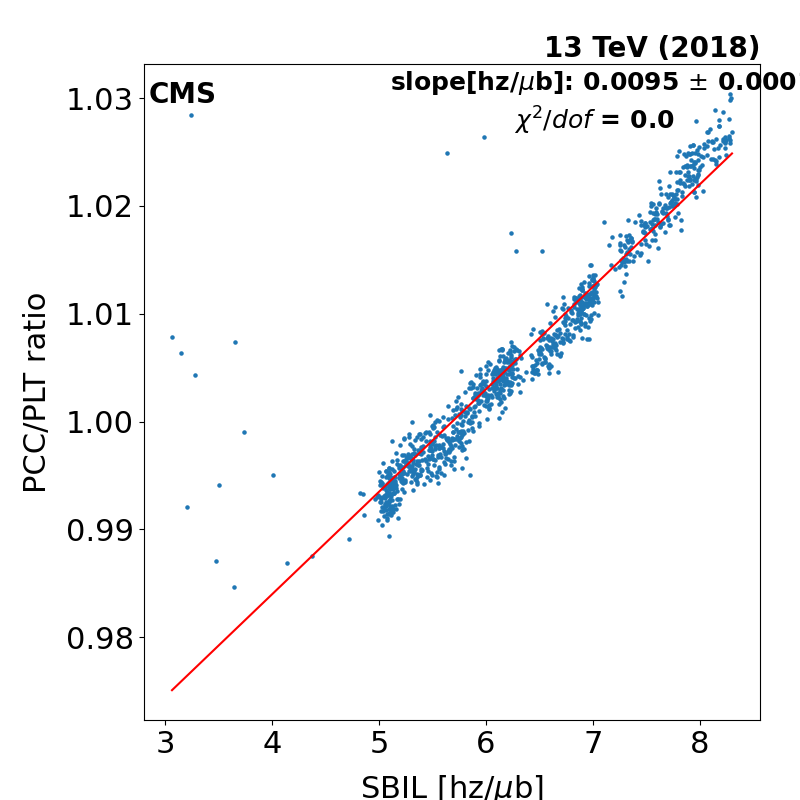 13 TeV (2018)
CMS
slope[hz/μb]: 0.0095 ± 0.000
χ²/dof = 0.0
1.03
1.02
1.01
1.00
0.99
0.98
PCC/PLT ratio
3 4 5 6 7 8
SBIL [hz/μb]